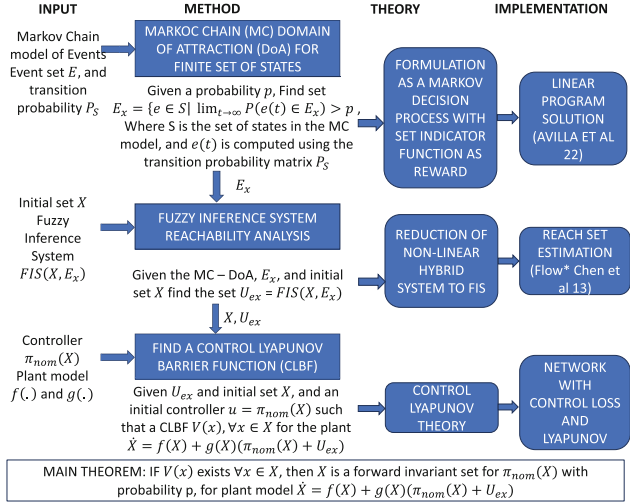 INPUT
METHOD
THEORY
IMPLEMENTATION
Markov Chain
model of Events
Event set E, and
transition
probability P_S
MARKOC CHAIN (MC) DOMAIN
OF ATTRACTION (DoA) FOR
FINITE SET OF STATES
Given a probability p, Find set
E_x = {e ∈ S| lim_{t→∞} P(e(t) ∈ E_x) > p ,
Where S is the set of states in the MC
model, and e(t) is computed using the
transition probability matrix P_S
FORMULATION
AS A MARKOV
DECISION
PROCESS WITH
SET INDICATOR
FUNCTION AS
REWARD
LINEAR
PROGRAM
SOLUTION
(AVILLA ET AL
22)
E_x
Initial set X
Fuzzy
Inference
System
FIS(X, E_x)
FUZZY INFERENCE SYSTEM
REACHABILITY ANALYSIS
Given the MC – DoA, E_x, and initial
set X find the set U_ex = FIS(X, E_x)
REDUCTION OF
NON-LINEAR
HYBRID
SYSTEM TO FIS
REACH SET
ESTIMATION
(Flow* Chen et
al 13)
X, U_ex
Controller
π_nom(X)
Plant model
f(.) and g(.)
FIND A CONTROL LYAPUNOV
BARRIER FUNCTION (CLBF)
Given U_ex and initial set X, and an
initial controller u = π_nom(X) such
that a CLBF V(x), ∀x ∈ X for the plant
Ẋ = f(X) + g(X)(π_nom(X) + U_ex)
CONTROL
LYAPUNOV
THEORY
NETWORK
WITH
CONTROL LOSS
AND
LYAPUNOV
MAIN THEOREM: IF V(x) exists ∀x ∈ X, then X is a forward invariant set for π_nom(X) with
probability p, for plant model Ẋ = f(X) + g(X)(π_nom(X) + U_ex)